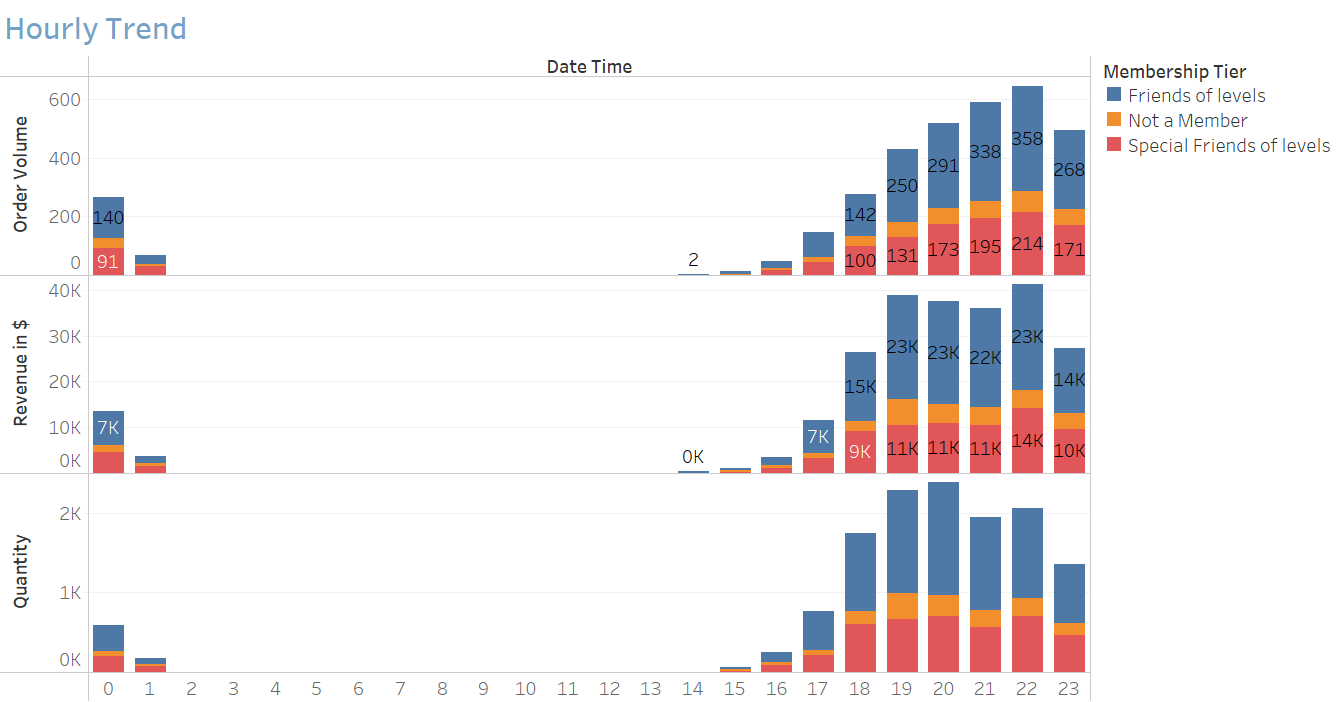 Hourly Trend
Date Time
Membership Tier
Friends of levels
Not a Member
Special Friends of levels
Order Volume
600
400
200
0
140
91
2
142
100
250
131
291
173
338
195
358
214
268
171
Revenue in $
40K
30K
20K
10K
0K
7K
0K
7K
15K
9K
23K
11K
23K
11K
22K
11K
23K
14K
14K
10K
Quantity
2K
1K
0K
0 1 2 3 4 5 6 7 8 9 10 11 12 13 14 15 16 17 18 19 20 21 22 23